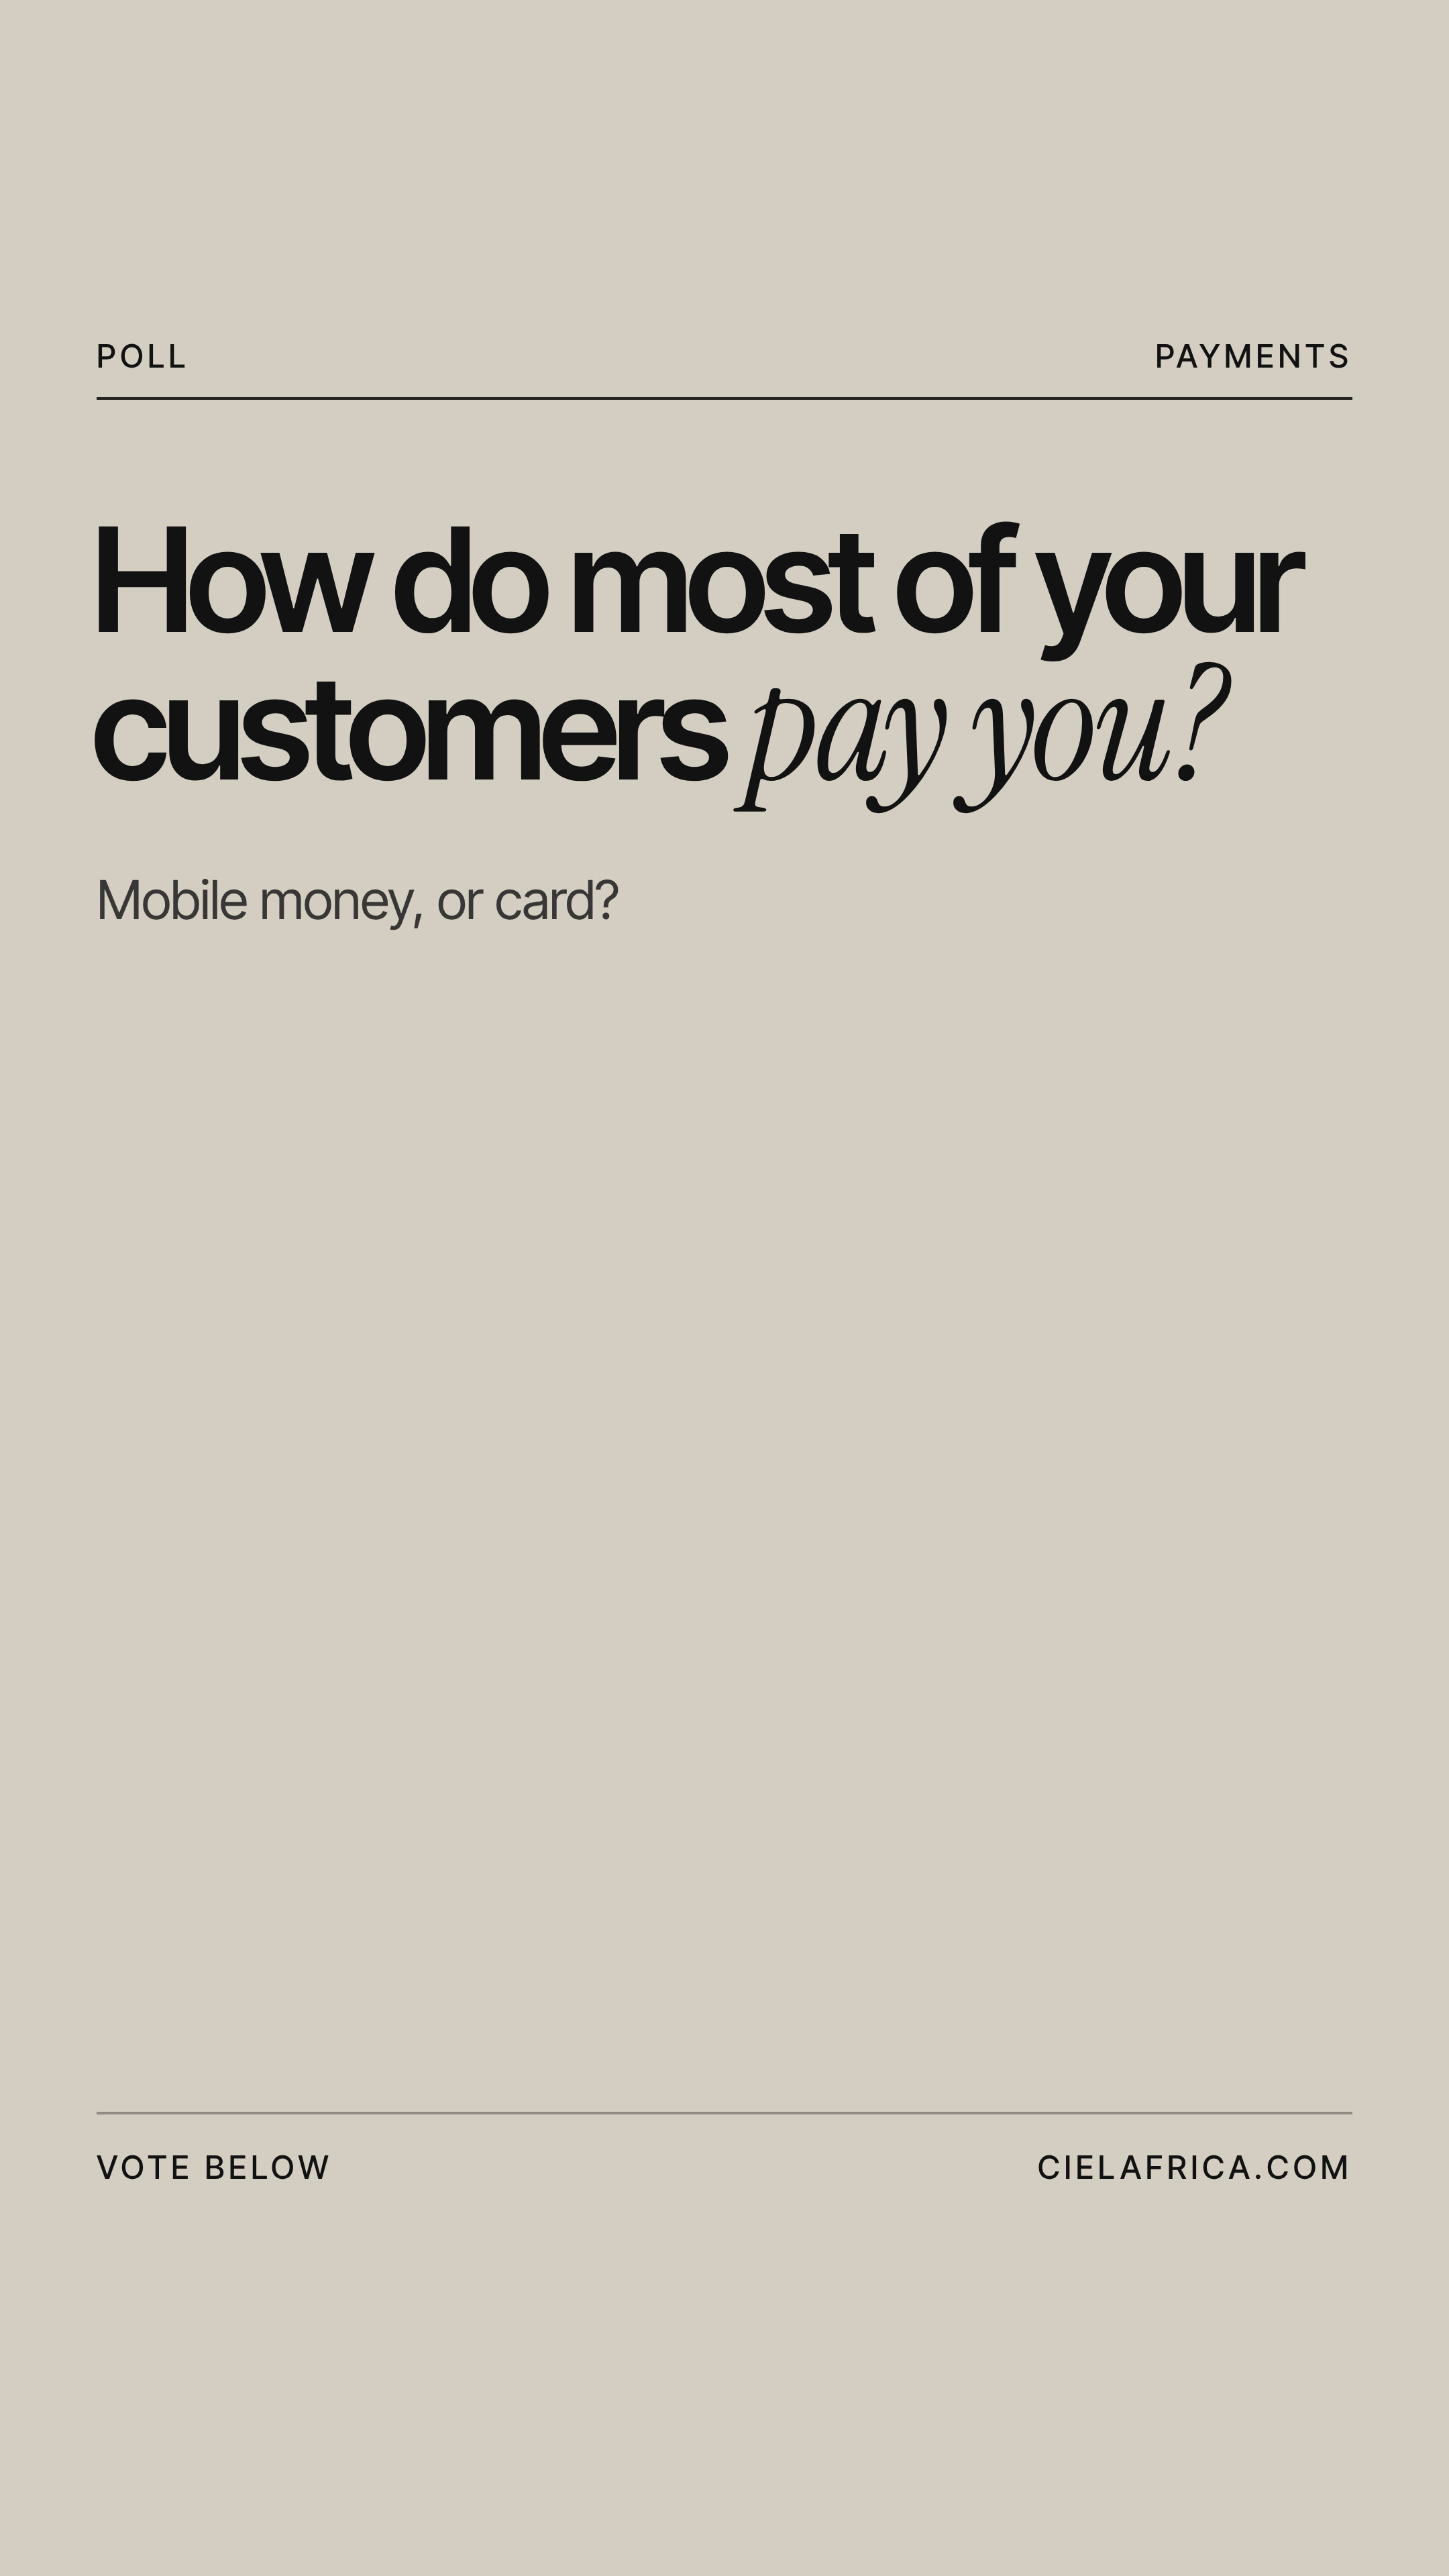 POLL
PAYMENTS
How do most of your
customers pay you?
Mobile money, or card?
VOTE BELOW
CIELAFRICA.COM